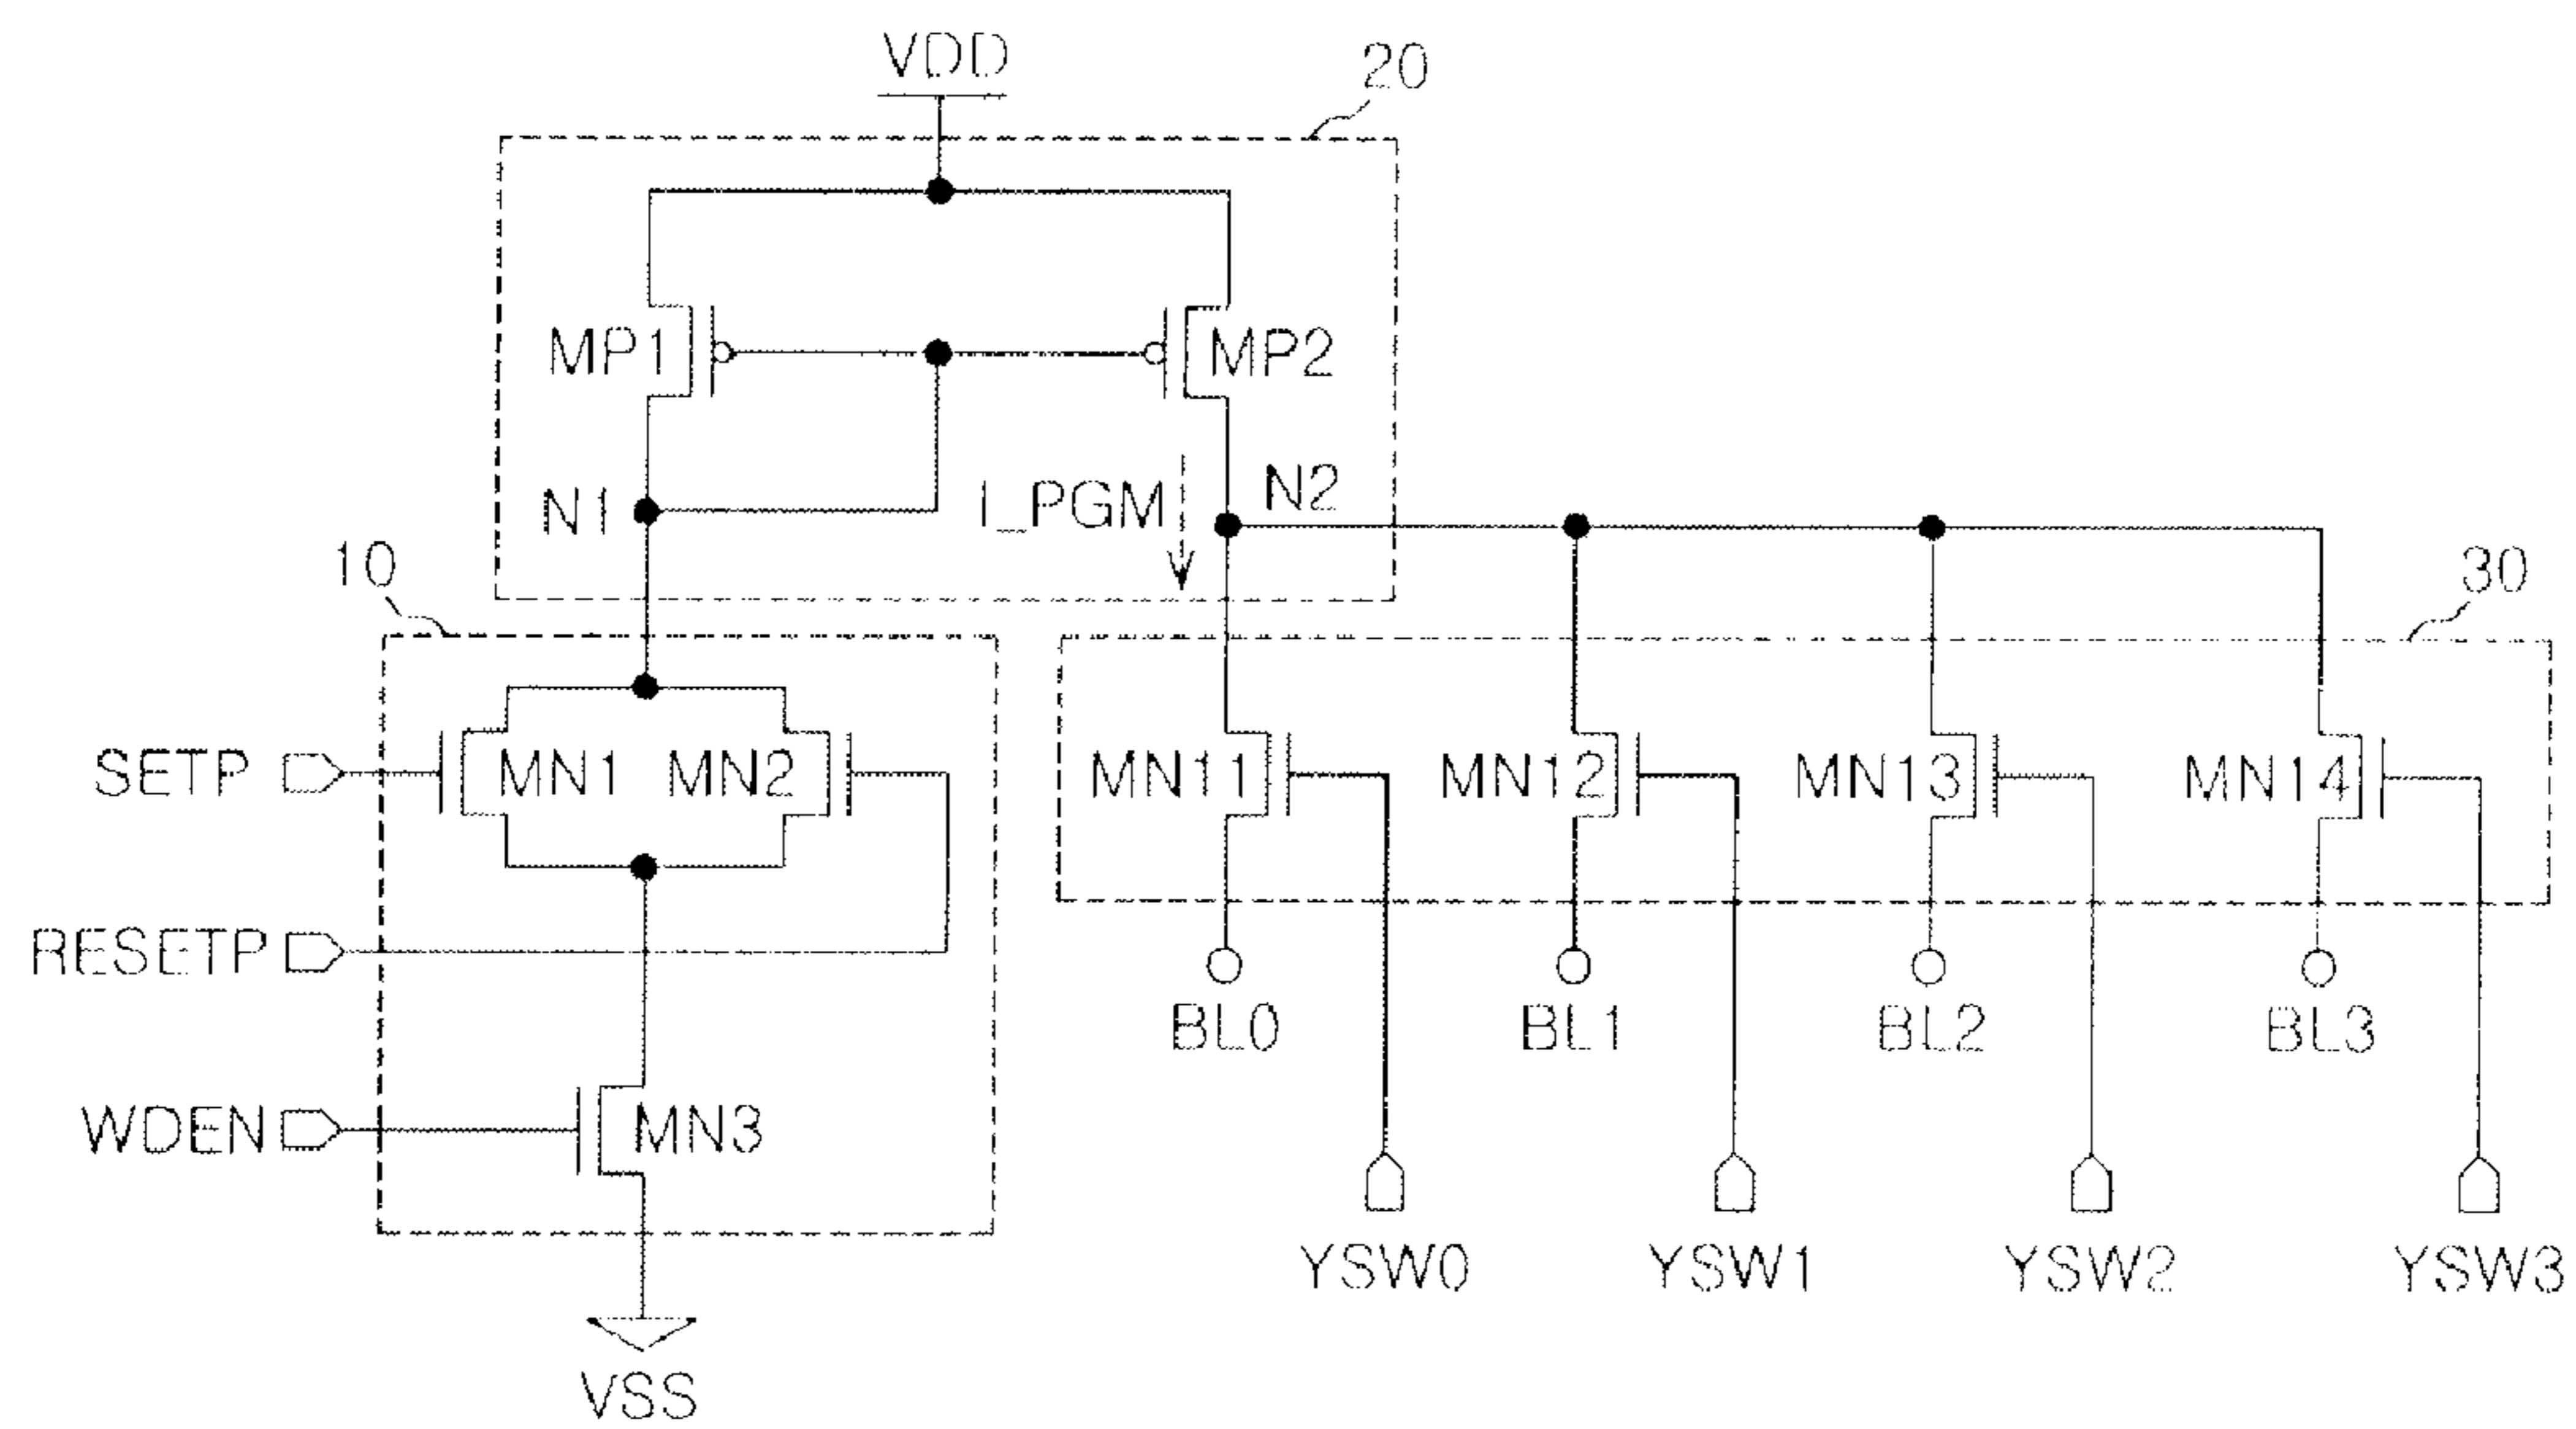 VDD
20
MP1
MP2
N1
I_PGM
N2
10
30
SETP
MN1
MN2
MN11
MN12
MN13
MN14
RESETP
BL0
BL1
BL2
BL3
WDEN
MN3
YSW0
YSW1
YSW2
YSW3
VSS